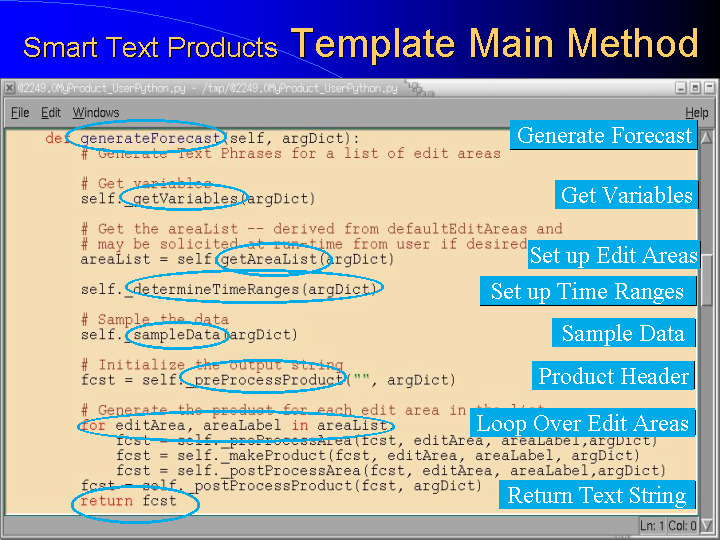 Smart Text Products Template Main Method
@2249.0MyProduct_UserPython.py - /tmp/@2249.0MyProduct_UserPython.py
File Edit Windows Help
def generateForecast(self, argDict):
# Generate Text Phrases for a list of edit areas
Generate Forecast
# Get variables
self._getVariables(argDict)
Get Variables
# Get the areaList -- derived from defaultEditAreas and
# may be solicited at run-time from user if desired
areaList = self.getAreaList(argDict)
Set up Edit Areas
self._determineTimeRanges(argDict)
Set up Time Ranges
# Sample the data
self._sampleData(argDict)
Sample Data
# Initialize the output string
fcst = self._preProcessProduct("", argDict)
Product Header
# Generate the product for each edit area in the list
for editArea, areaLabel in areaList:
Loop Over Edit Areas
fcst = self._preProcessArea(fcst, editArea, areaLabel,argDict)
fcst = self._makeProduct(fcst, editArea, areaLabel, argDict)
fcst = self._postProcessArea(fcst, editArea, areaLabel,argDict)
fcst = self._postProcessProduct(fcst, argDict)
return fcst
Return Text String
Ln: 1 Col: 0